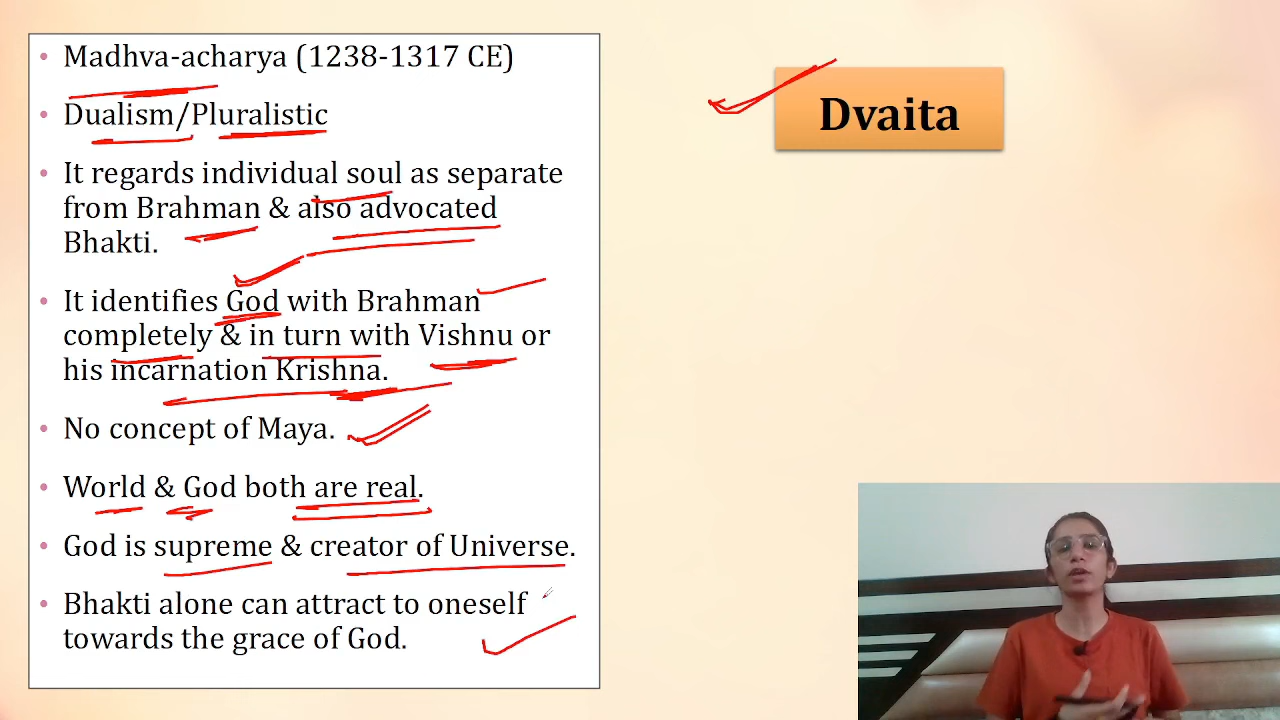 • Madhva-acharya (1238-1317 CE)
• Dualism/Pluralistic
• It regards individual soul as separate
from Brahman & also advocated
Bhakti.
• It identifies God with Brahman
completely & in turn with Vishnu or
his incarnation Krishna.
• No concept of Maya.
• World & God both are real.
• God is supreme & creator of Universe.
• Bhakti alone can attract to oneself
towards the grace of God.
Dvaita